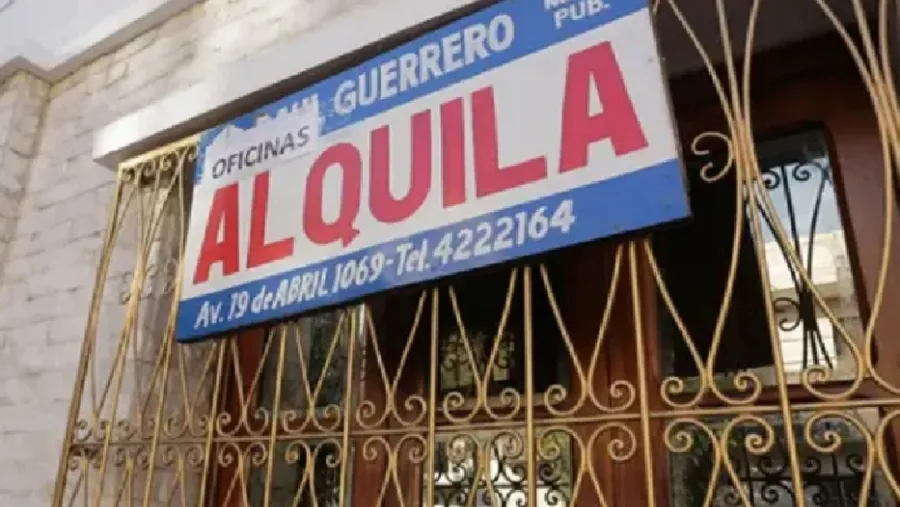 GUERRERO
PUB.
OFICINAS
ALQUILA
Av. 19 de ABRIL 1069-Tel. 4222164